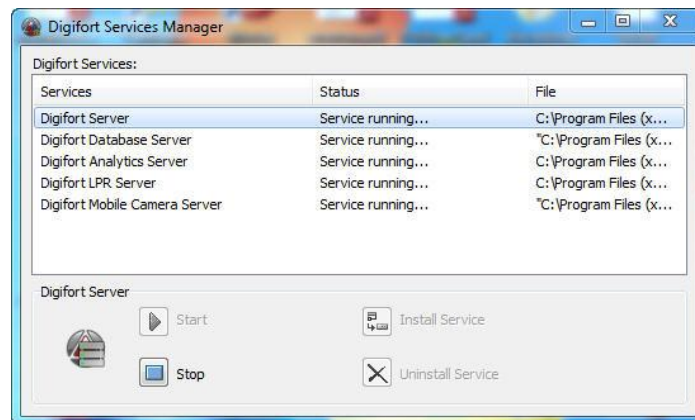 Digifort Services Manager
Digifort Services:
Services Status File
Digifort Server Service running... C:\Program Files (x...
Digifort Database Server Service running... "C:\Program Files (x...
Digifort Analytics Server Service running... C:\Program Files (x...
Digifort LPR Server Service running... C:\Program Files (x...
Digifort Mobile Camera Server Service running... "C:\Program Files (x...
Digifort Server
Start Install Service
Stop Uninstall Service